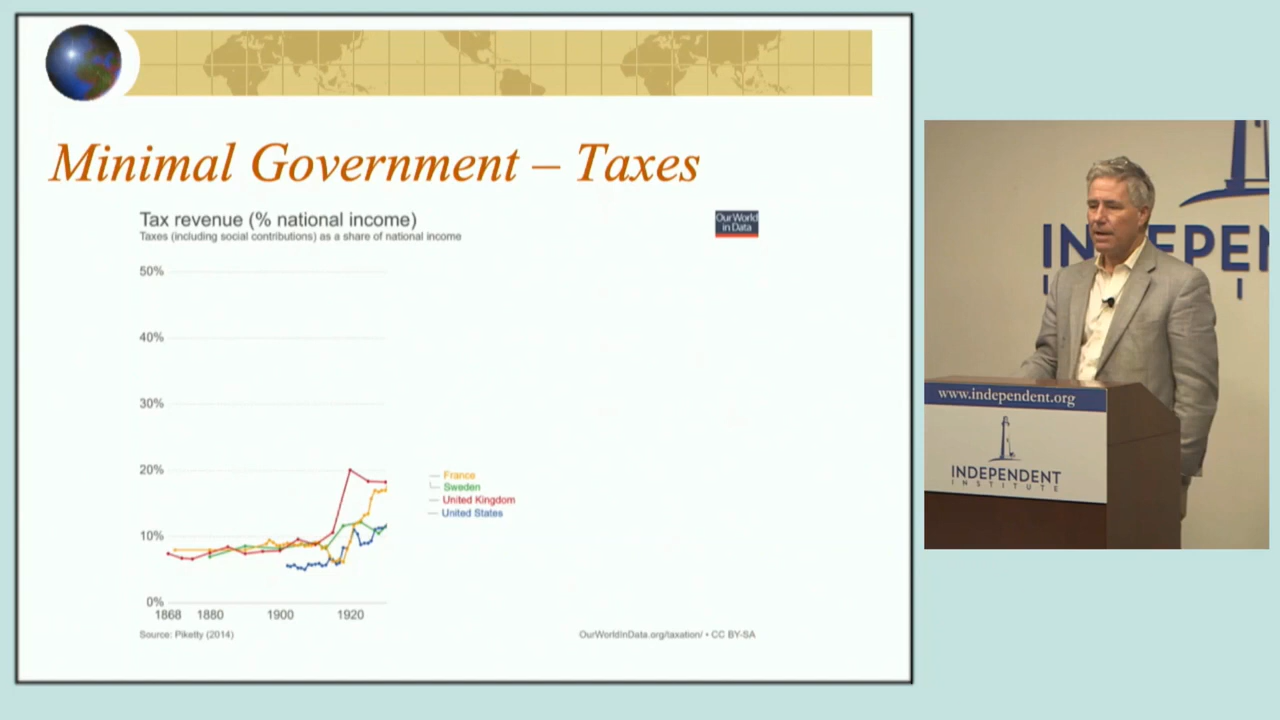 Minimal Government – Taxes
Tax revenue (% national income)
Taxes (including social contributions) as a share of national income
Our World
in Data
50%
40%
30%
20%
10%
0%
1868 1880 1900 1920
France
Sweden
United Kingdom
United States
Source: Piketty (2014)
OurWorldInData.org/taxation/ • CC BY-SA
INDEPEN
I I
www.independent.org
INDEPENDENT
INSTITUTE